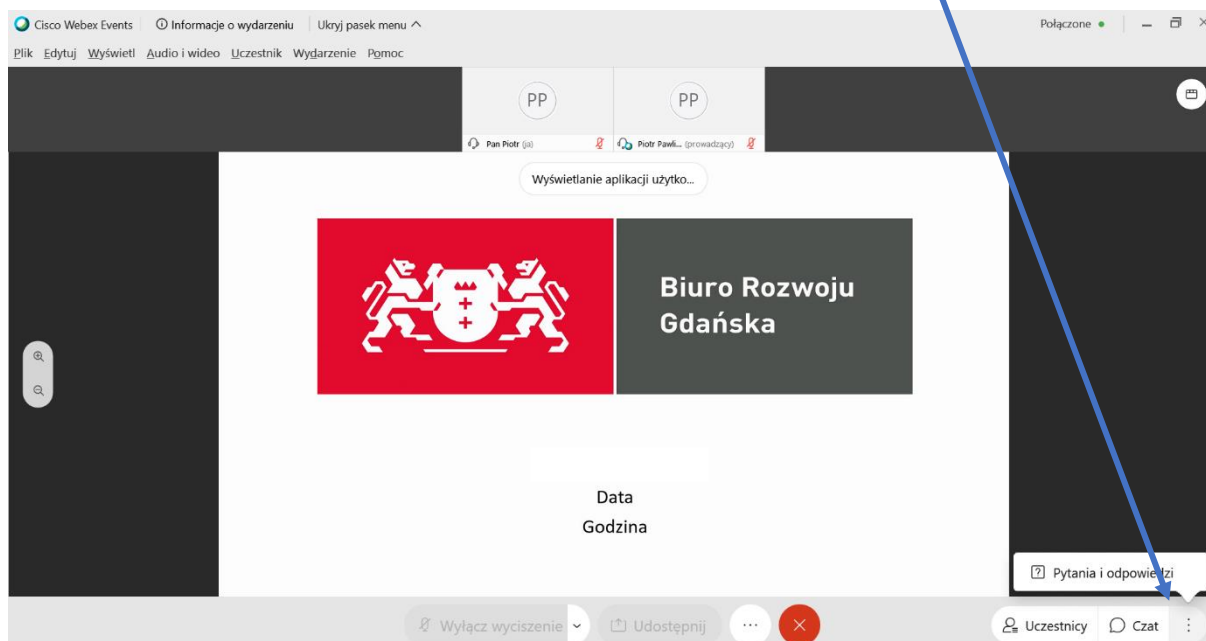 Cisco Webex Events Informacje o wydarzeniu Ukryj pasek menu Połączone
Plik Edytuj Wyświetl Audio i wideo Uczestnik Wydarzenie Pomoc
PP PP
Pan Piotr (ja) Piotr Pawli... (prowadzący)
Wyświetlanie aplikacji użytko...
Biuro Rozwoju
Gdańska
Data
Godzina
Pytania i odpowiedzi
Wyłącz wyciszenie Udostępnij ... Uczestnicy Czat